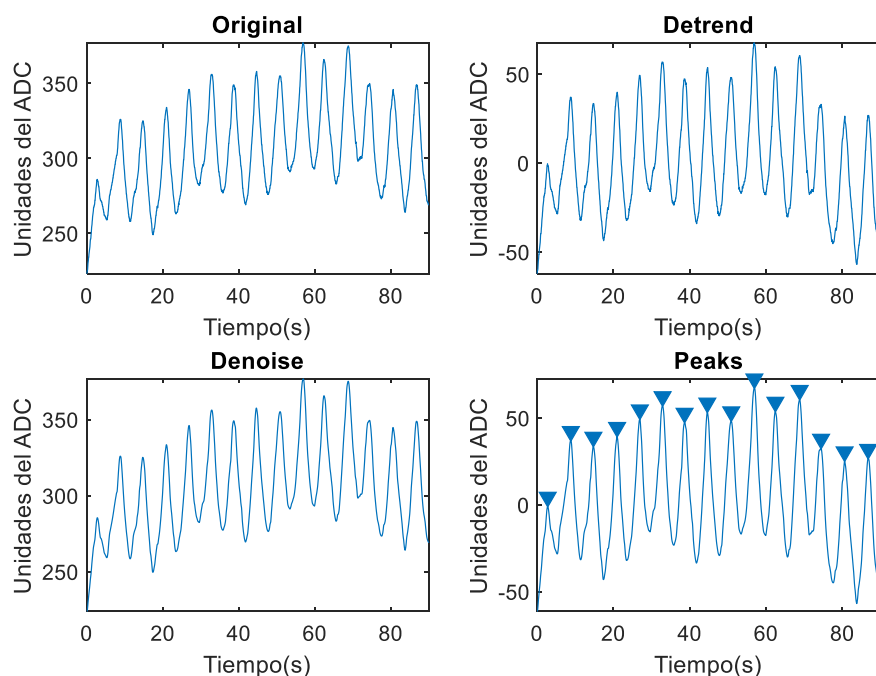 Original
Unidades del ADC
350
300
250
0 20 40 60 80
Tiempo(s)
Detrend
Unidades del ADC
50
0
-50
0 20 40 60 80
Tiempo(s)
Denoise
Unidades del ADC
350
300
250
0 20 40 60 80
Tiempo(s)
Peaks
Unidades del ADC
50
0
-50
0 20 40 60 80
Tiempo(s)